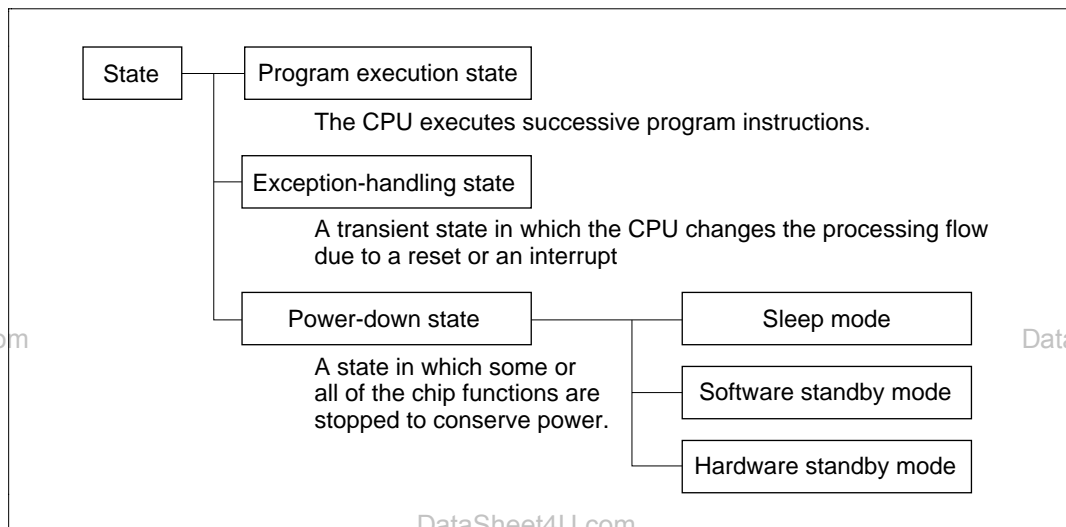 State
Program execution state
The CPU executes successive program instructions.
Exception-handling state
A transient state in which the CPU changes the processing flow
due to a reset or an interrupt
Power-down state
Sleep mode
om
Data
A state in which some or
all of the chip functions are
stopped to conserve power.
Software standby mode
Hardware standby mode
DataSheet4U.com